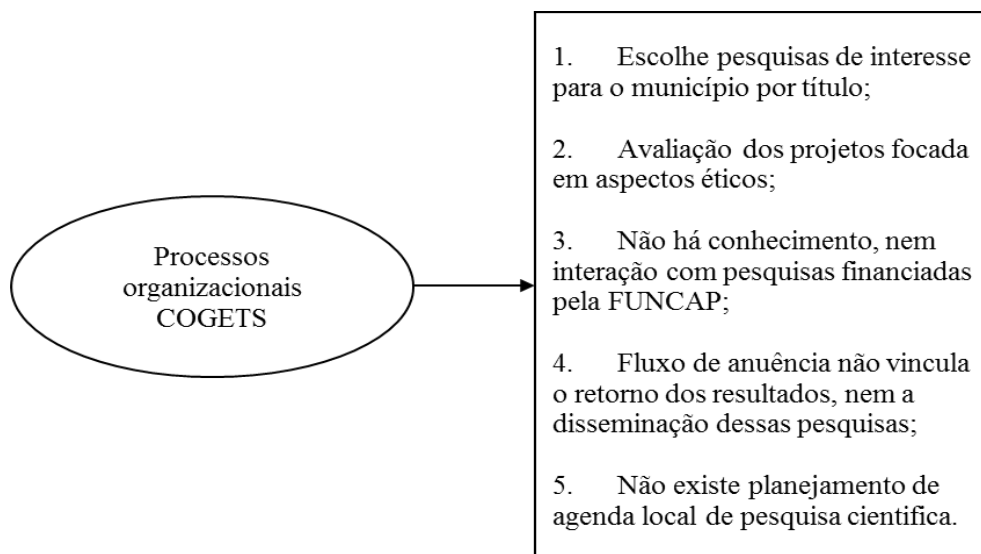 Processos
organizacionais
COGETS
1. Escolhe pesquisas de interesse
para o município por título;
2. Avaliação dos projetos focada
em aspectos éticos;
3. Não há conhecimento, nem
interação com pesquisas financiadas
pela FUNCAP;
4. Fluxo de anuência não vincula
o retorno dos resultados, nem a
disseminação dessas pesquisas;
5. Não existe planejamento de
agenda local de pesquisa cientifica.